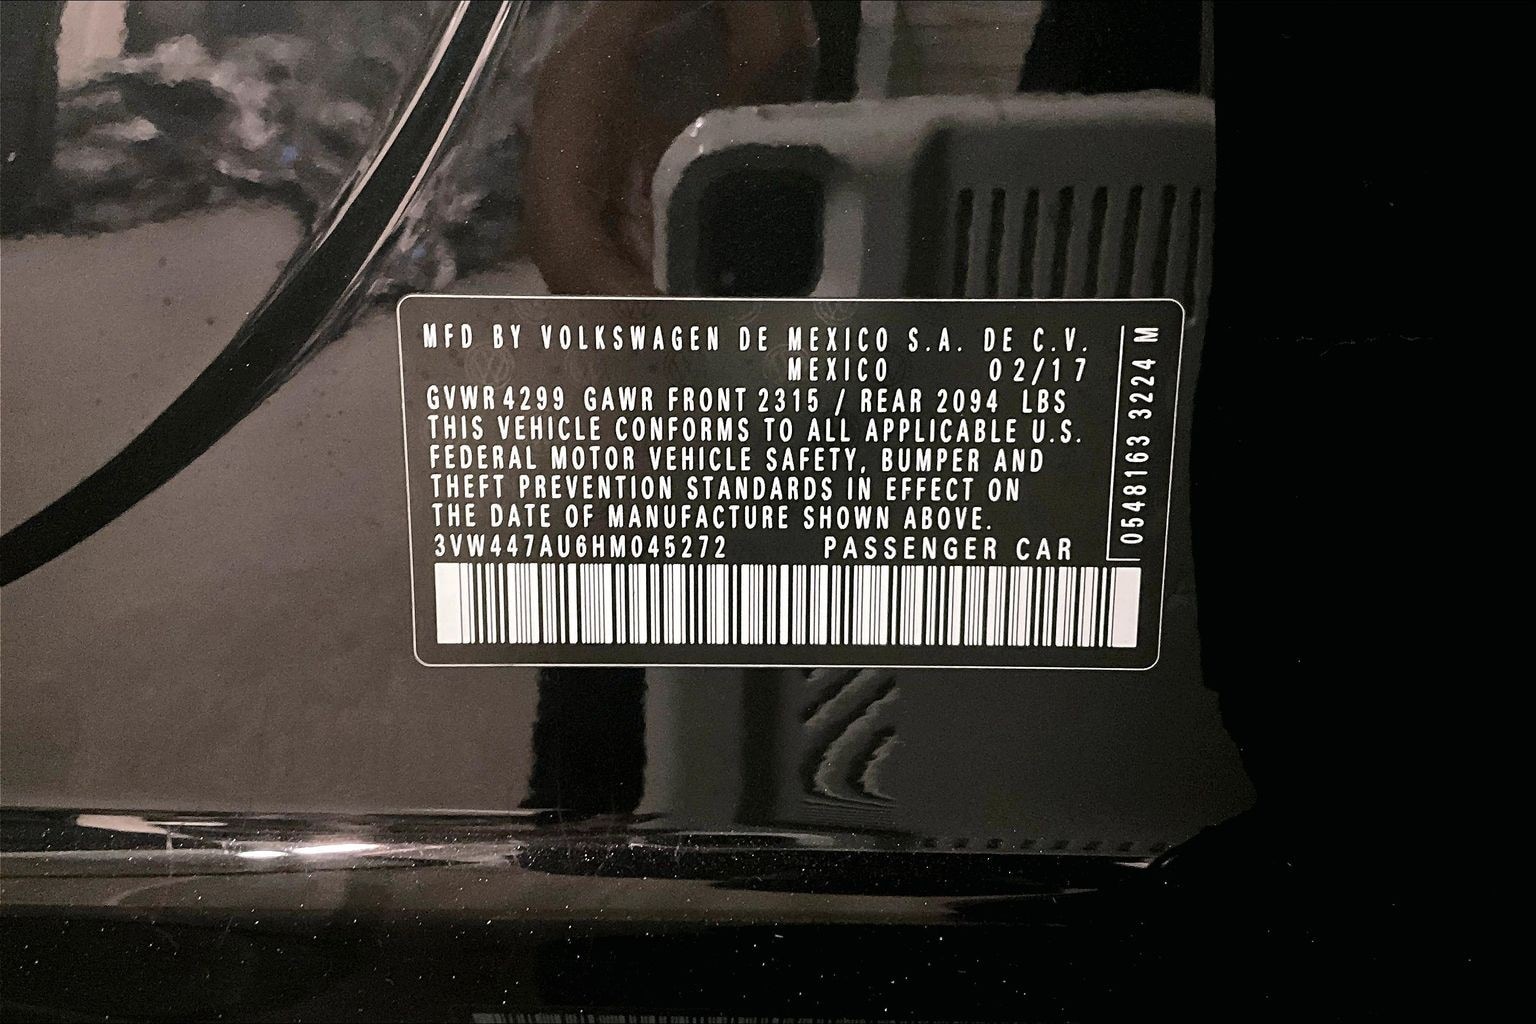 MFD BY VOLKSWAGEN DE MEXICO S.A. DE C.V.
MEXICO 02/17
GVWR 4299 GAWR FRONT 2315 / REAR 2094 LBS
THIS VEHICLE CONFORMS TO ALL APPLICABLE U.S.
FEDERAL MOTOR VEHICLE SAFETY, BUMPER AND
THEFT PREVENTION STANDARDS IN EFFECT ON
THE DATE OF MANUFACTURE SHOWN ABOVE.
3VW447AU6HM045272 PASSENGER CAR
0548163 3224 M